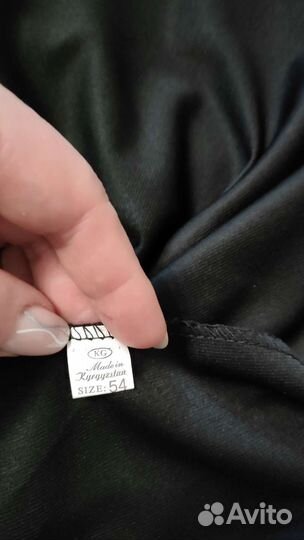 KG
Made in
Kyrgyzstan
SIZE: 54
Avito